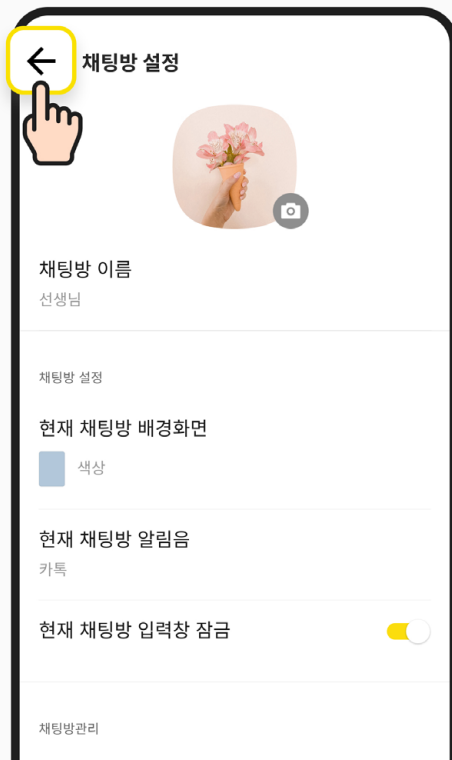 채팅방 설정
채팅방 이름
선생님
채팅방 설정
현재 채팅방 배경화면
색상
현재 채팅방 알림음
카톡
현재 채팅방 입력창 잠금
채팅방관리